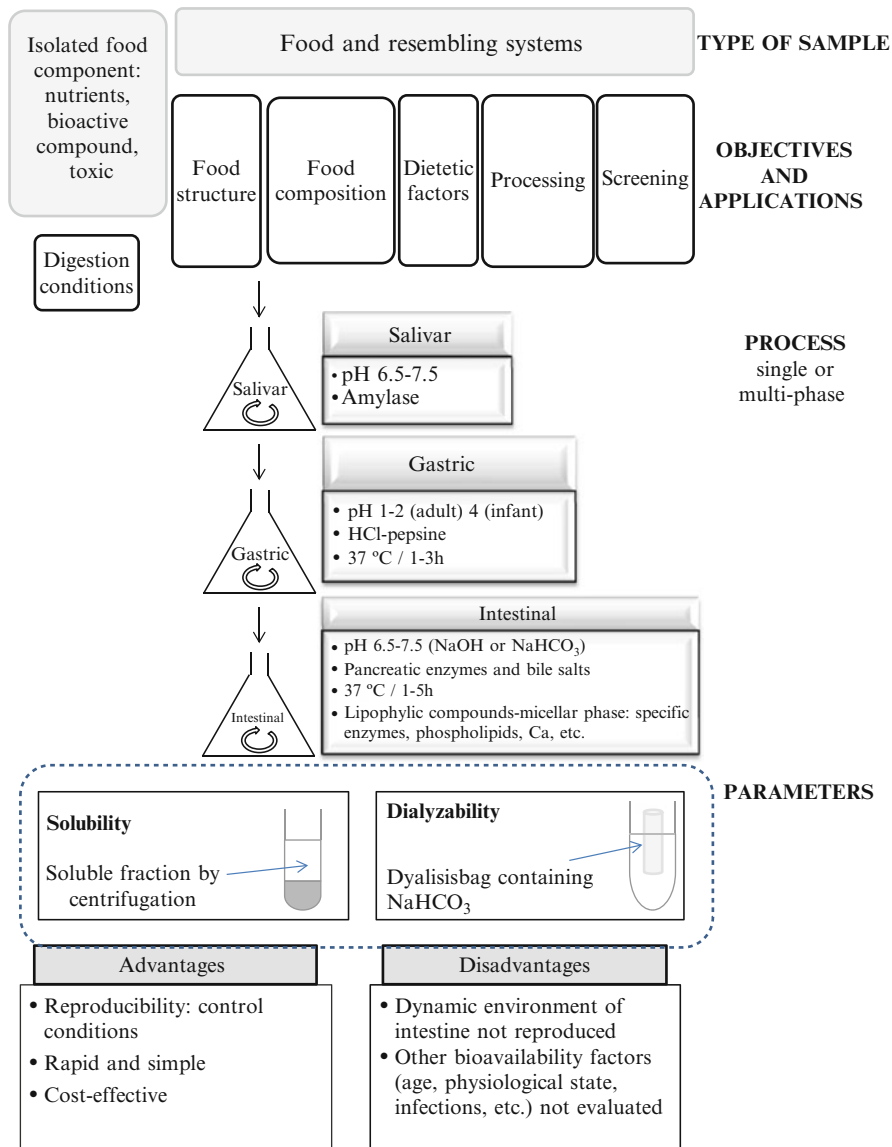 Isolated food
component:
nutrients,
bioactive
compound,
toxic
Food and resembling systems
TYPE OF SAMPLE
Food
structure
Food
composition
Dietetic
factors
Processing
Screening
OBJECTIVES
AND
APPLICATIONS
Digestion
conditions
Salivar
Salivar
• pH 6.5-7.5
• Amylase
PROCESS
single or
multi-phase
Gastric
Gastric
• pH 1-2 (adult) 4 (infant)
• HCl-pepsine
• 37 ºC / 1-3h
Intestinal
Intestinal
• pH 6.5-7.5 (NaOH or NaHCO₃)
• Pancreatic enzymes and bile salts
• 37 ºC / 1-5h
• Lipophylic compounds-micellar phase: specific
enzymes, phospholipids, Ca, etc.
PARAMETERS
Solubility
Soluble fraction by
centrifugation
Dialyzability
Dyalisisbag containing
NaHCO₃
Advantages
• Reproducibility: control
conditions
• Rapid and simple
• Cost-effective
Disadvantages
• Dynamic environment of
intestine not reproduced
• Other bioavailability factors
(age, physiological state,
infections, etc.) not evaluated